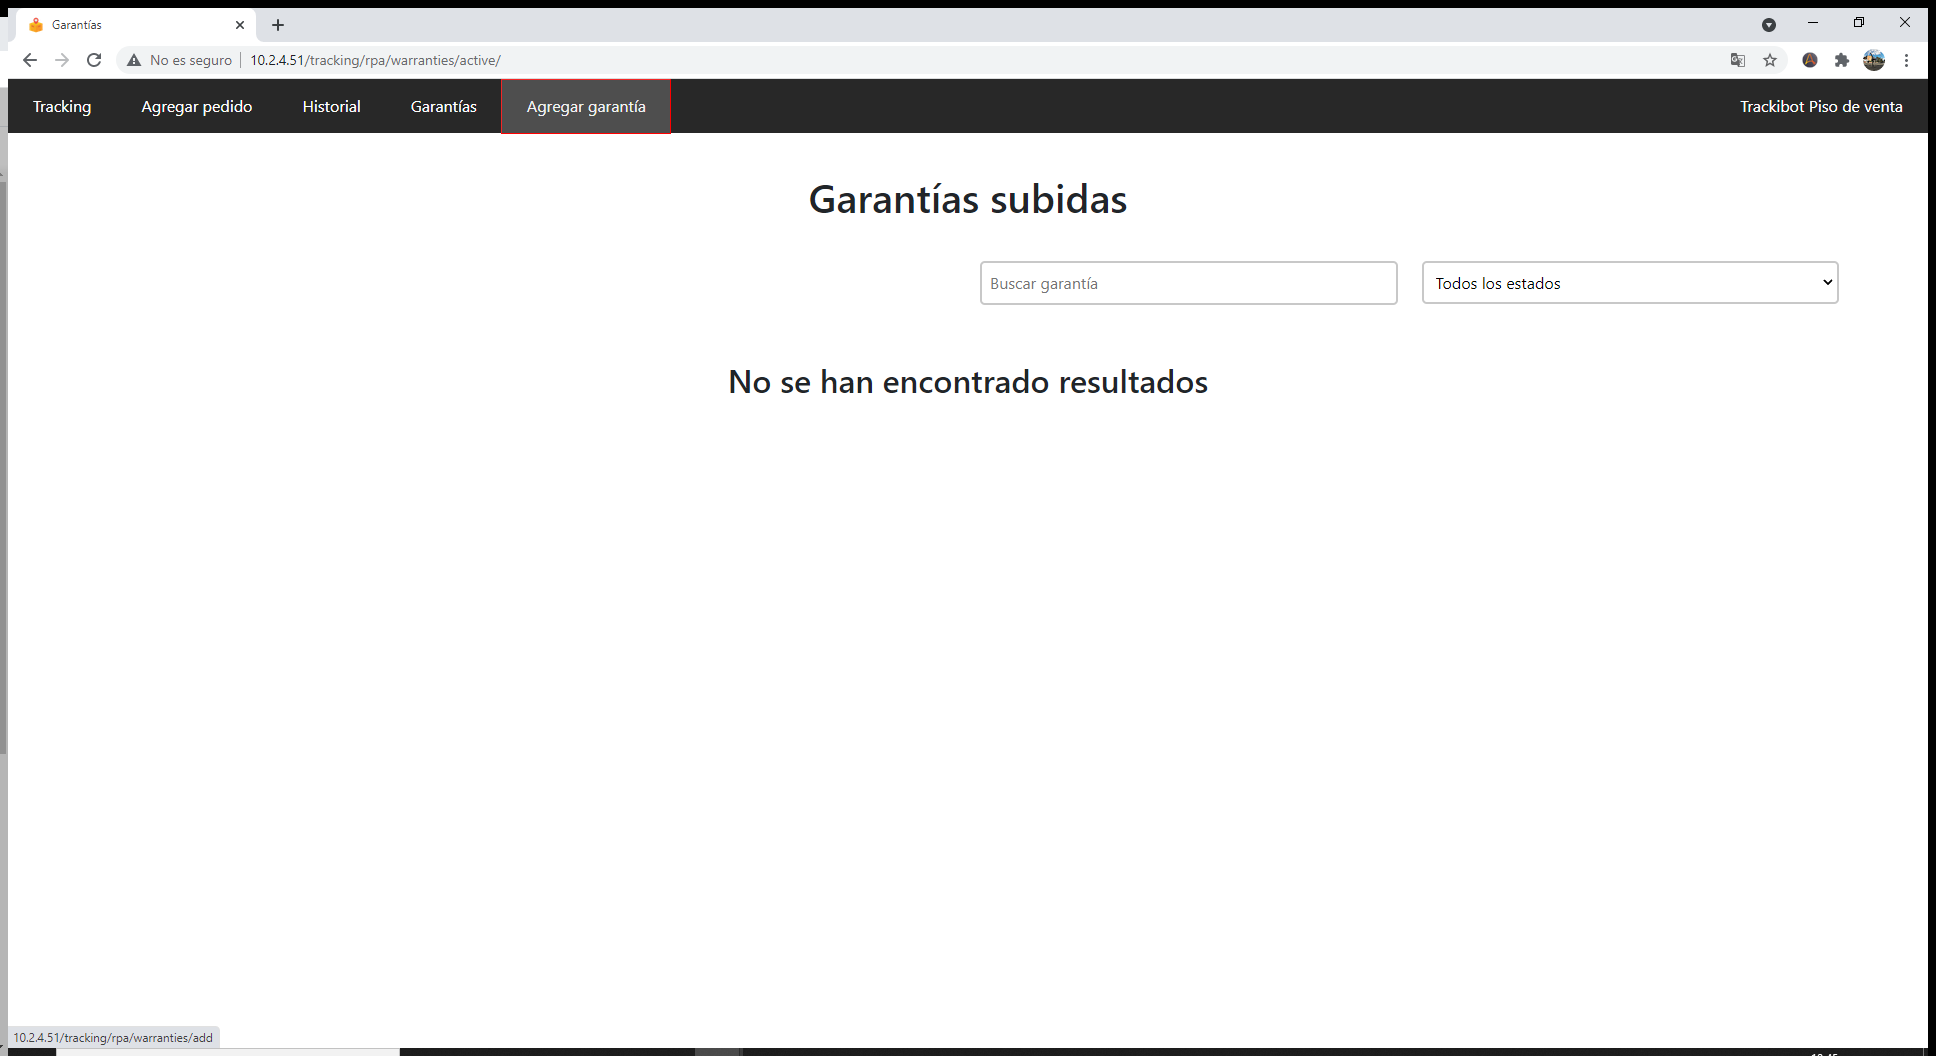 Garantías
No es seguro 10.2.4.51/tracking/rpa/warranties/active/
Tracking Agregar pedido Historial Garantías Agregar garantía Trackibot Piso de venta
Garantías subidas
Buscar garantía Todos los estados
No se han encontrado resultados
10.2.4.51/tracking/rpa/warranties/add